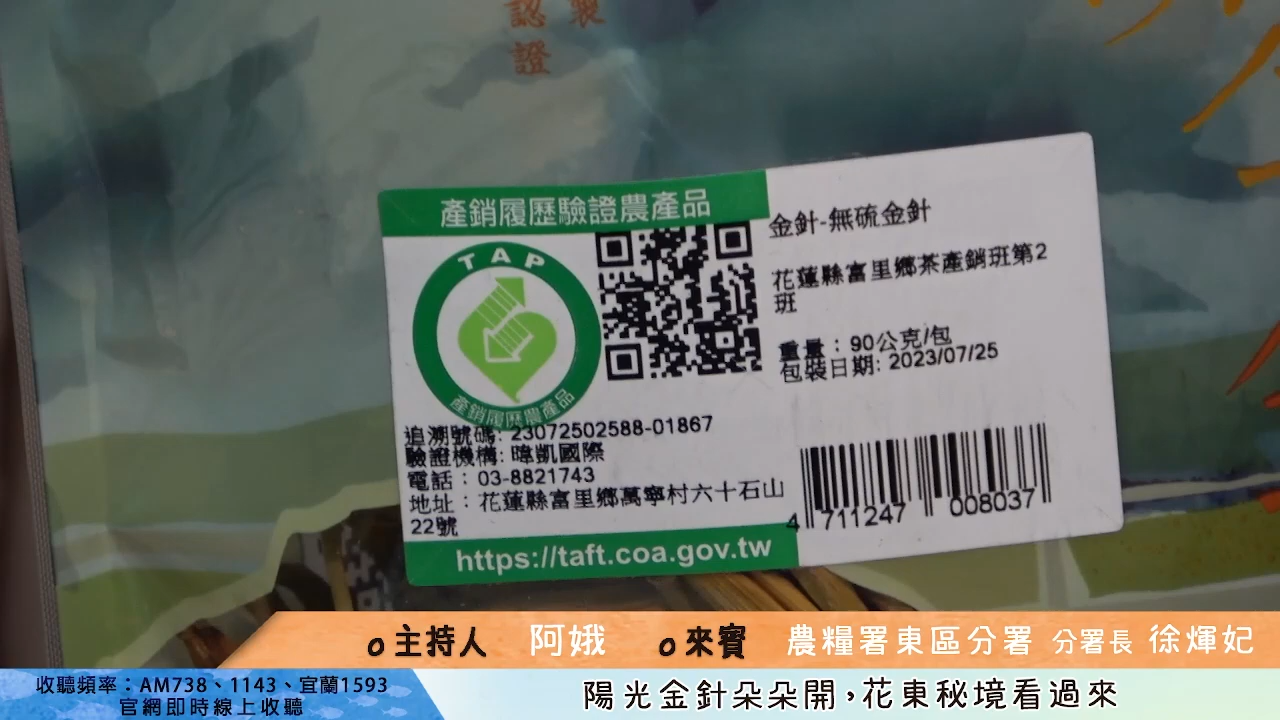 認證
製
產銷履歷驗證農產品
TAP
產銷履歷農產品
金針-無硫金針
花蓮縣富里鄉茶產銷班第2
班
重量：90公克/包
包裝日期: 2023/07/25
追溯號碼: 23072502588-01867
驗證機構: 暐凱國際
電話：03-8821743
地址：花蓮縣富里鄉萬寧村六十石山
22號
4 711247 008037
https://taft.coa.gov.tw
主持人 阿娥 來賓 農糧署東區分署 分署長 徐煇妃
收聽頻率：AM738、1143、宜蘭1593
官網即時線上收聽
陽光金針朵朵開,花東秘境看過來